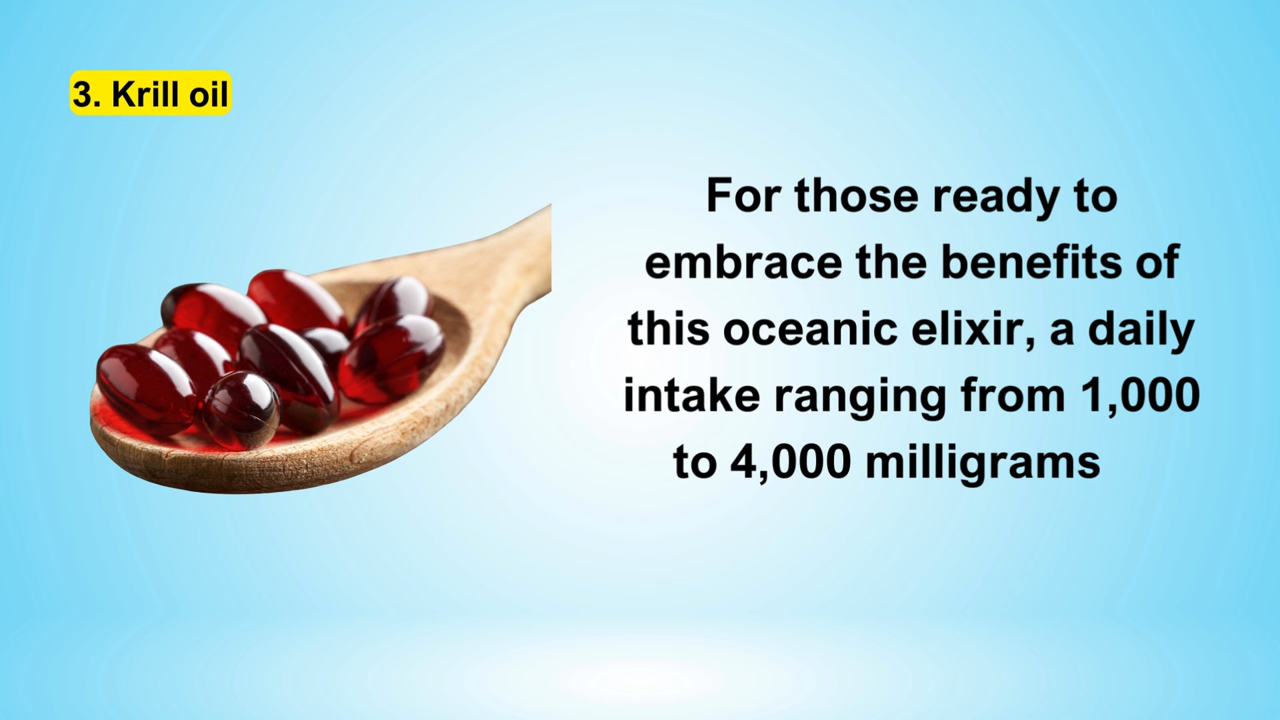 3. Krill oil
For those ready to
embrace the benefits of
this oceanic elixir, a daily
intake ranging from 1,000
to 4,000 milligrams